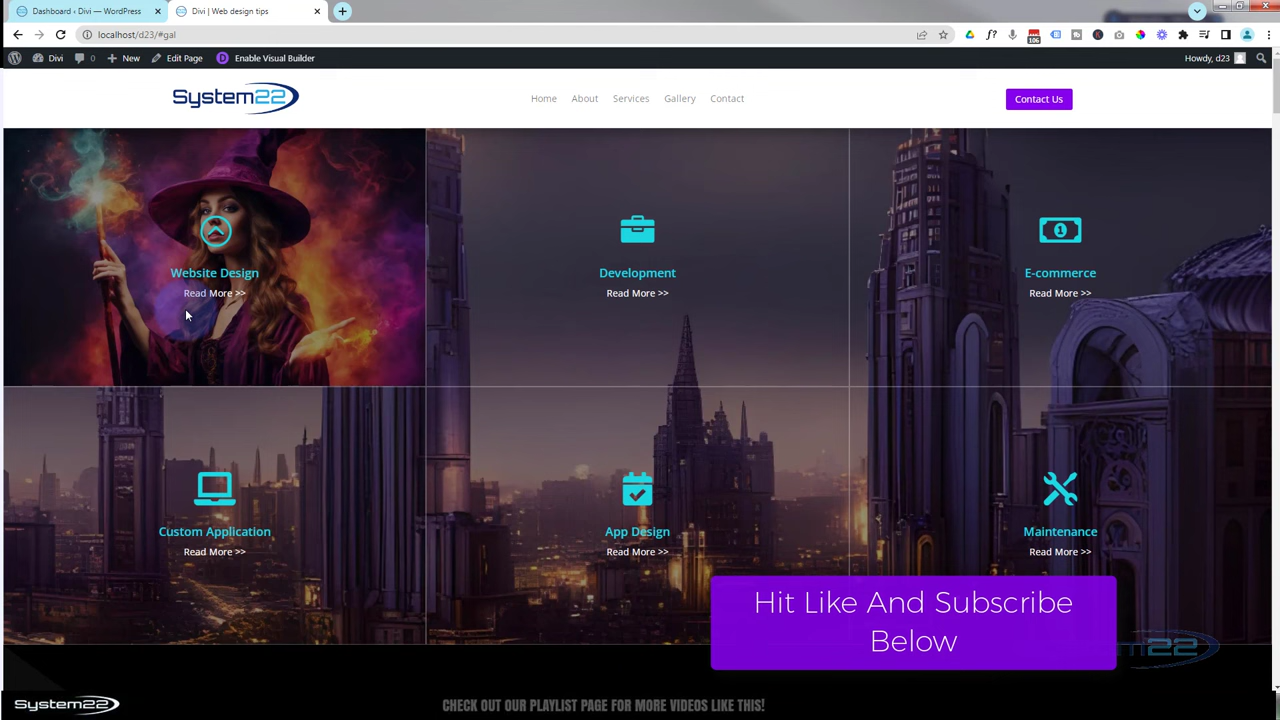 Dashboard ‹ Divi — WordPress
Divi | Web design tips
localhost/d23/#gal
106
Divi
0
New
Edit Page
Enable Visual Builder
Howdy, d23
System22
Home
About
Services
Gallery
Contact
Contact Us
Website Design
Read More >>
Development
Read More >>
1
E-commerce
Read More >>
Custom Application
Read More >>
App Design
Read More >>
Maintenance
Read More >>
Hit Like And Subscribe
Below
System22
CHECK OUT OUR PLAYLIST PAGE FOR MORE VIDEOS LIKE THIS!